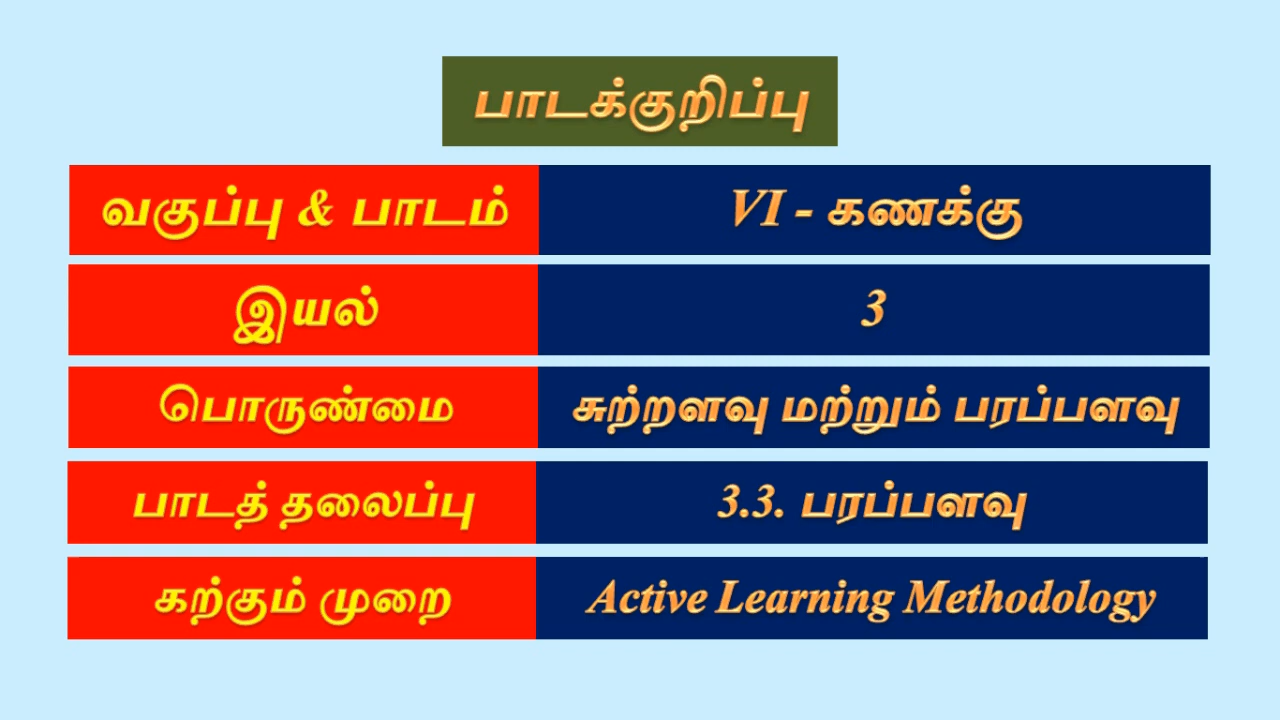 பாடக்குறிப்பு
வகுப்பு & பாடம் VI - கணக்கு
இயல் 3
பொருண்மை சுற்றளவு மற்றும் பரப்பளவு
பாடத் தலைப்பு 3.3. பரப்பளவு
கற்கும் முறை Active Learning Methodology